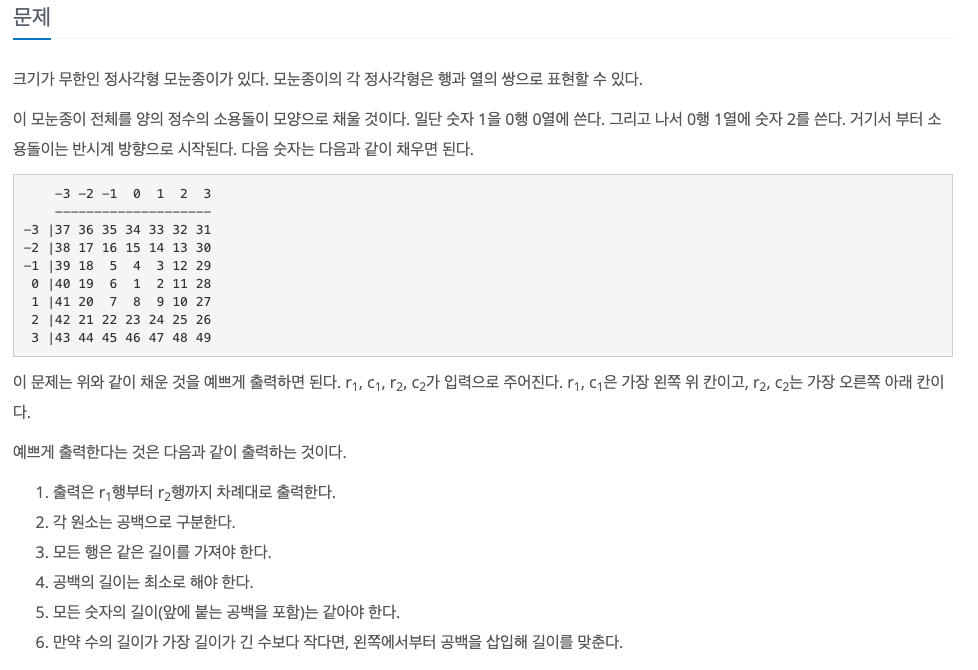 문제
크기가 무한인 정사각형 모눈종이가 있다. 모눈종이의 각 정사각형은 행과 열의 쌍으로 표현할 수 있다.
이 모눈종이 전체를 양의 정수의 소용돌이 모양으로 채울 것이다. 일단 숫자 1을 0행 0열에 쓴다. 그리고 나서 0행 1열에 숫자 2를 쓴다. 거기서 부터 소
용돌이는 반시계 방향으로 시작된다. 다음 숫자는 다음과 같이 채우면 된다.
    -3 -2 -1  0  1  2  3
    --------------------
-3 |37 36 35 34 33 32 31
-2 |38 17 16 15 14 13 30
-1 |39 18  5  4  3 12 29
 0 |40 19  6  1  2 11 28
 1 |41 20  7  8  9 10 27
 2 |42 21 22 23 24 25 26
 3 |43 44 45 46 47 48 49
이 문제는 위와 같이 채운 것을 예쁘게 출력하면 된다. r1, c1, r2, c2가 입력으로 주어진다. r1, c1은 가장 왼쪽 위 칸이고, r2, c2는 가장 오른쪽 아래 칸이
다.
예쁘게 출력한다는 것은 다음과 같이 출력하는 것이다.
1. 출력은 r1행부터 r2행까지 차례대로 출력한다.
2. 각 원소는 공백으로 구분한다.
3. 모든 행은 같은 길이를 가져야 한다.
4. 공백의 길이는 최소로 해야 한다.
5. 모든 숫자의 길이(앞에 붙는 공백을 포함)는 같아야 한다.
6. 만약 수의 길이가 가장 길이가 긴 수보다 작다면, 왼쪽에서부터 공백을 삽입해 길이를 맞춘다.